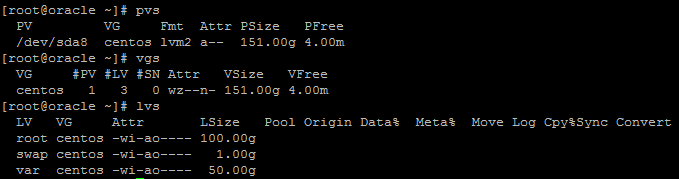 [root@oracle ~]# pvs
  PV         VG     Fmt  Attr PSize   PFree
  /dev/sda8  centos lvm2 a--  151.00g 4.00m
[root@oracle ~]# vgs
  VG     #PV #LV #SN Attr   VSize   VFree
  centos   1   3   0 wz--n- 151.00g 4.00m
[root@oracle ~]# lvs
  LV   VG     Attr       LSize   Pool Origin Data%  Meta%  Move Log Cpy%Sync Convert
  root centos -wi-ao---- 100.00g
  swap centos -wi-ao----   1.00g
  var  centos -wi-ao----  50.00g